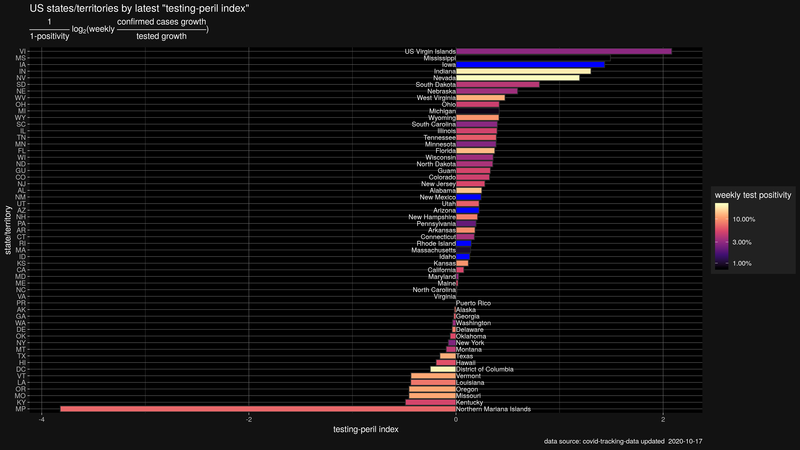 US states/territories by latest "testing-peril index"
1
1-positivity
log2(weekly confirmed cases growth
tested growth)
VI US Virgin Islands
MS Mississippi
IA Iowa
IN Indiana
NV Nevada
SD South Dakota
NE Nebraska
WV West Virginia
OH Ohio
MI Michigan
WY Wyoming
SC South Carolina
IL Illinois
TN Tennessee
MN Minnesota
FL Florida
WI Wisconsin
ND North Dakota
GU Guam
CO Colorado
NJ New Jersey
AL Alabama
NM New Mexico
UT Utah
AZ Arizona
NH New Hampshire
PA Pennsylvania
AR Arkansas
CT Connecticut
RI Rhode Island
MA Massachusetts
ID Idaho
KS Kansas
CA California
MD Maryland
ME Maine
NC North Carolina
VA Virginia
PR Puerto Rico
AK Alaska
GA Georgia
WA Washington
DE Delaware
OK Oklahoma
NY New York
MT Montana
TX Texas
HI Hawaii
DC District of Columbia
VT Vermont
LA Louisiana
OR Oregon
MO Missouri
KY Kentucky
MP Northern Mariana Islands
state/territory
-4 -2 0 2
testing-peril index
weekly test positivity
10.00%
3.00%
1.00%
data source: covid-tracking-data updated 2020-10-17